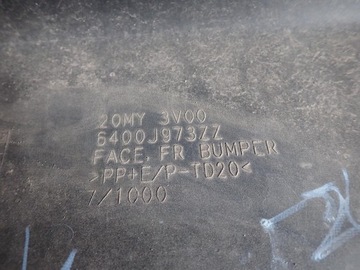 20MY 3V00
6400J973ZZ
FACE, FR BUMPER
>PP+E/P-TD20<
7/1000